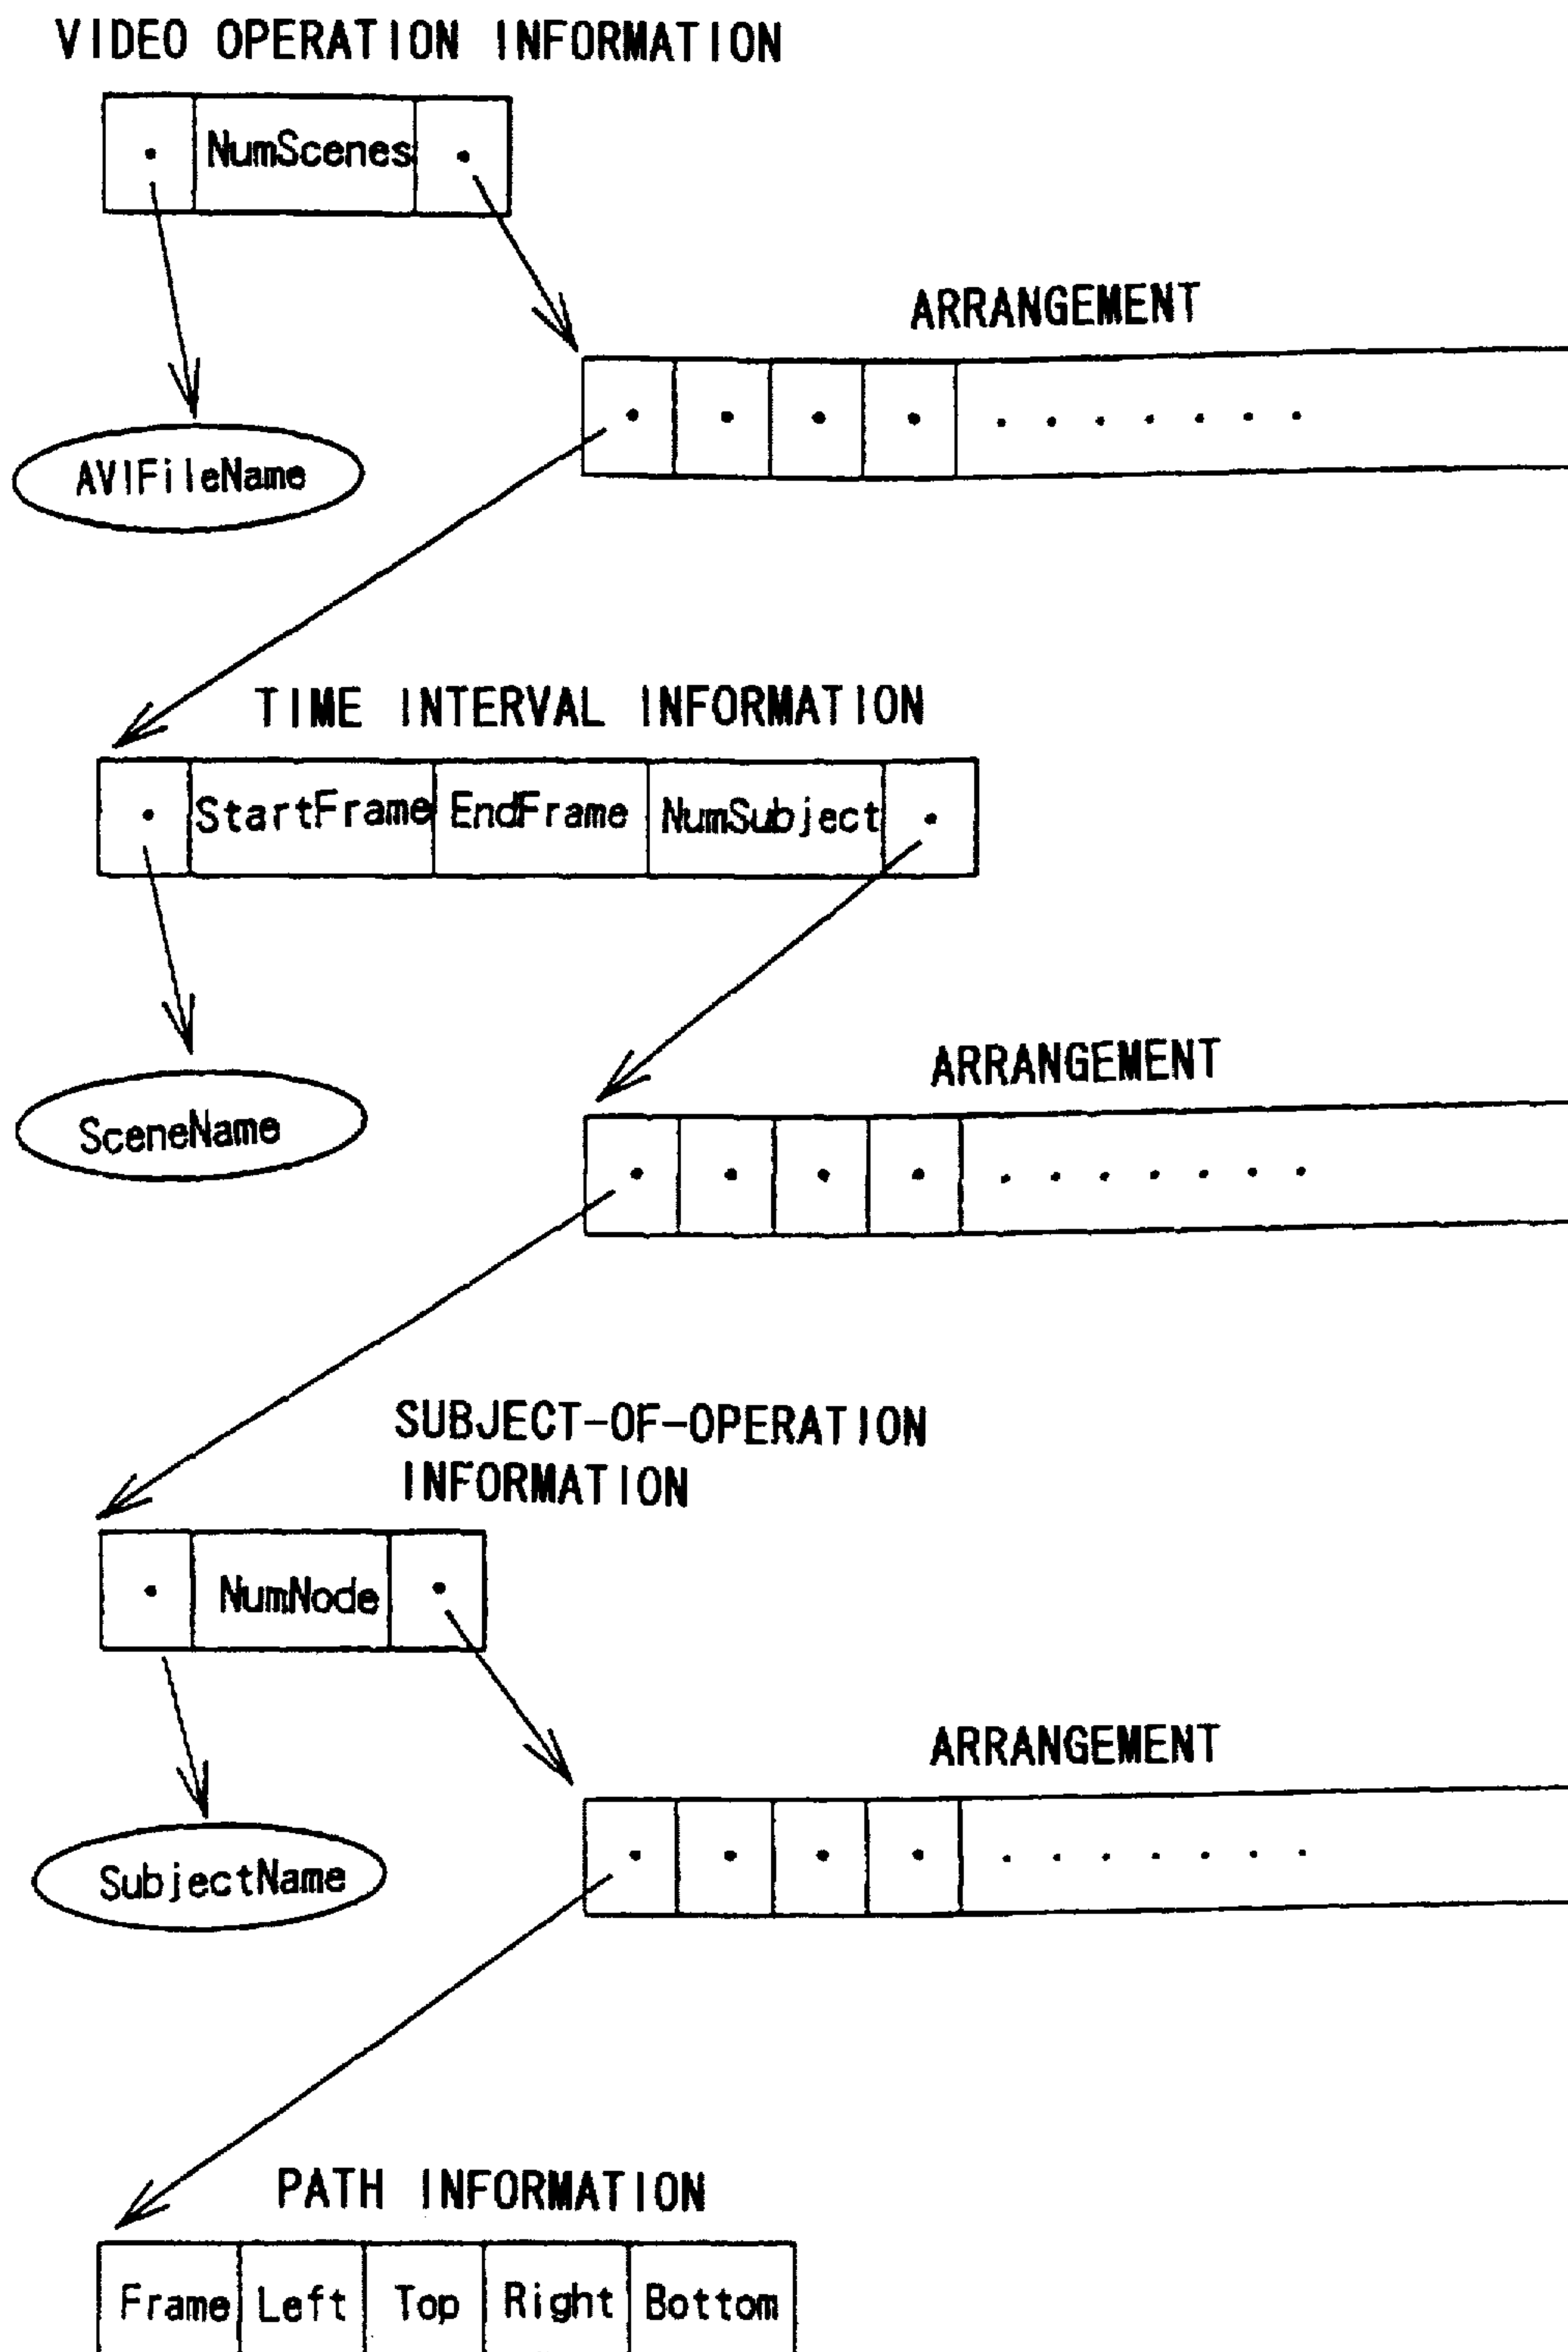 VIDEO OPERATION INFORMATION
NumScenes
ARRANGEMENT
AVIFileName
TIME INTERVAL INFORMATION
StartFrame EndFrame NumSubject
ARRANGEMENT
SceneName
SUBJECT-OF-OPERATION
INFORMATION
NumNode
ARRANGEMENT
SubjectName
PATH INFORMATION
Frame Left Top Right Bottom